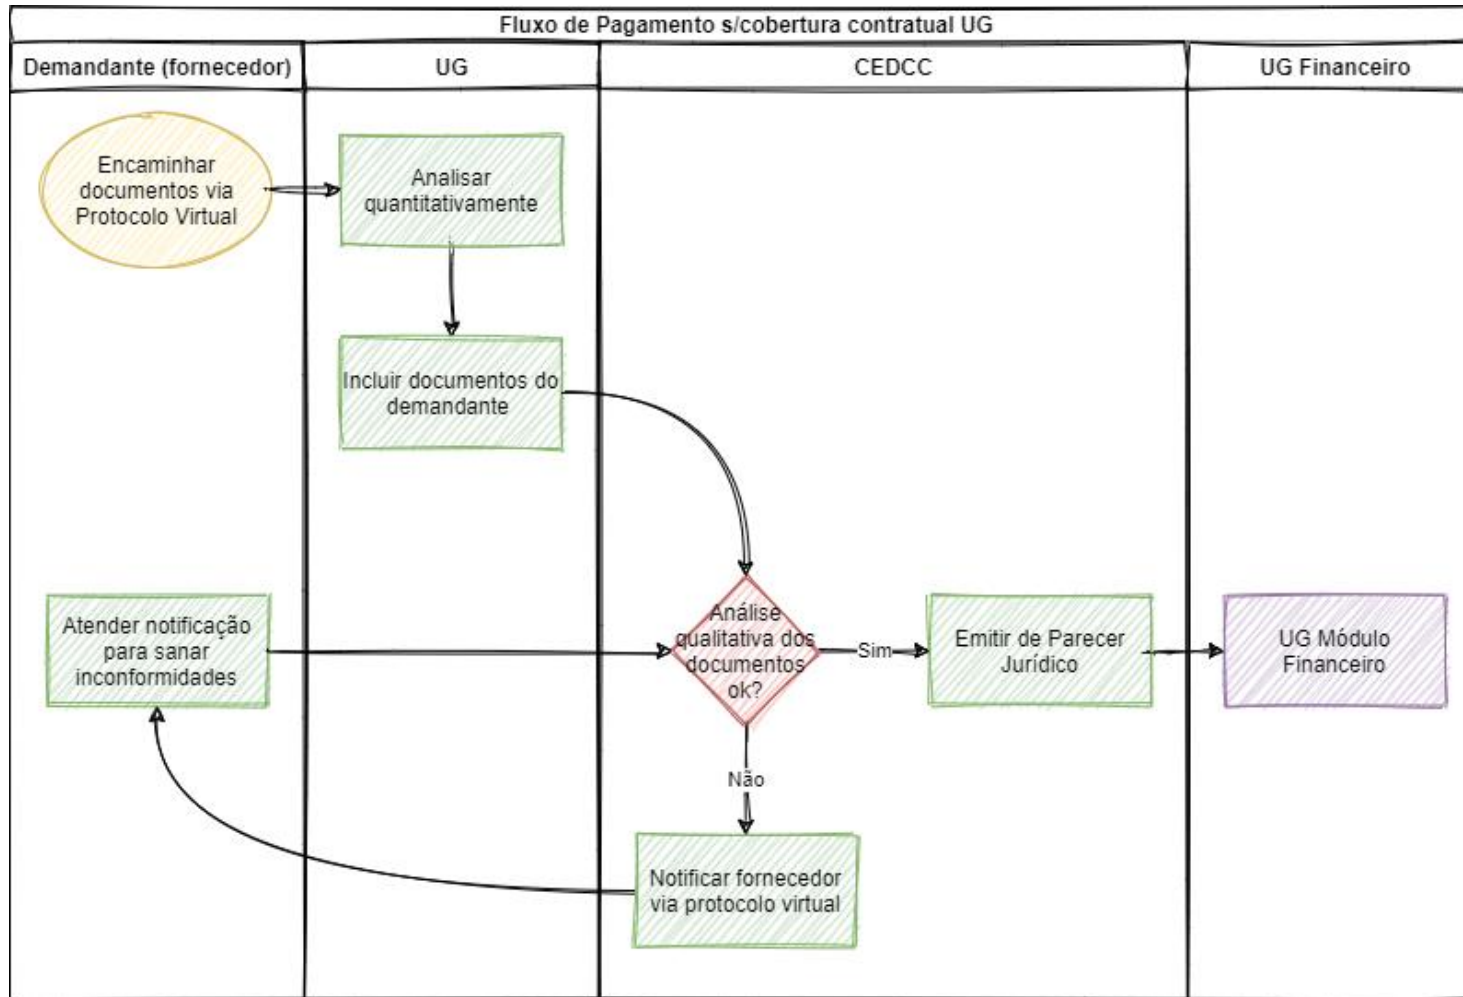 Fluxo de Pagamento s/cobertura contratual UG
Demandante (fornecedor)
UG
CEDCC
UG Financeiro
Encaminhar
documentos via
Protocolo Virtual
Analisar
quantitativamente
Incluir documentos do
demandante
Atender notificação
para sanar
inconformidades
Análise
qualitativa dos
documentos
ok?
Sim
Emitir de Parecer
Jurídico
UG Módulo
Financeiro
Não
Notificar fornecedor
via protocolo virtual